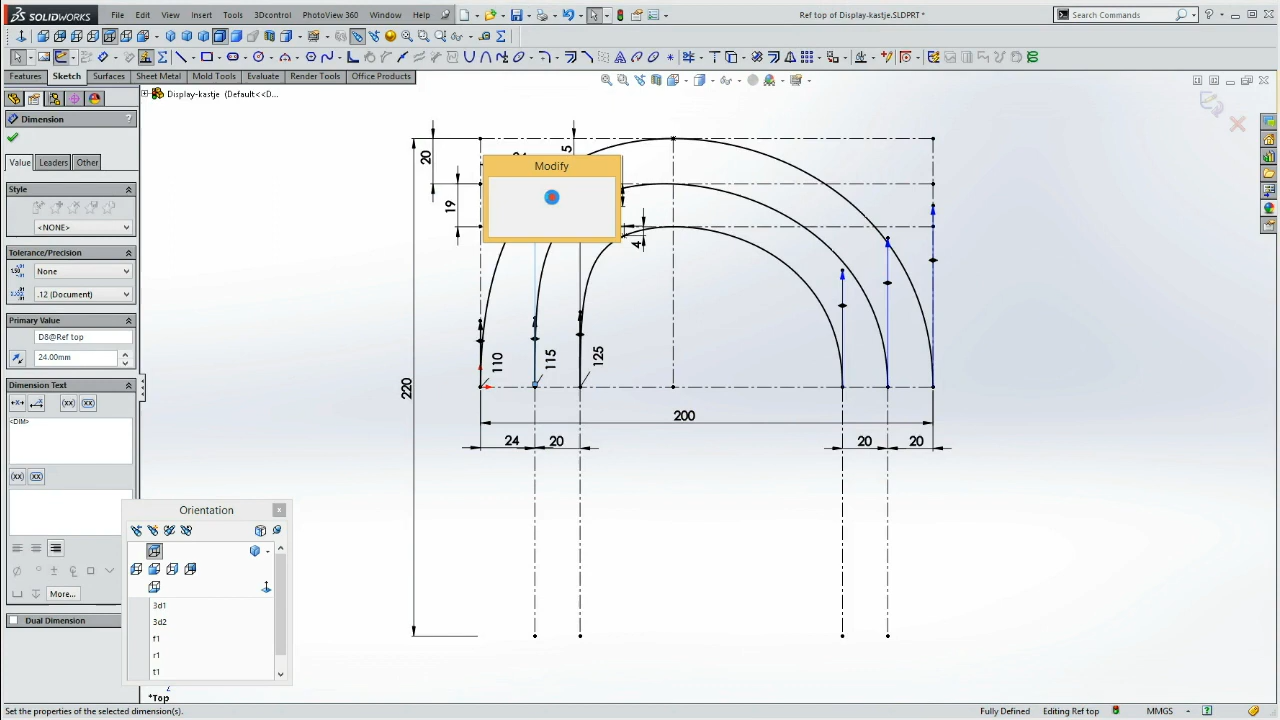 SOLIDWORKS File Edit View Insert Tools 3Dcontrol PhotoView 360 Window Help Ref top of Display-kastje.SLDPRT * Search Commands
Features Sketch Surfaces Sheet Metal Mold Tools Evaluate Render Tools Office Products
Display-kastje (Default<<D...
Dimension ?
Value Leaders Other
Style
<NONE>
Tolerance/Precision
None
.12 (Document)
Primary Value
D8@Ref top
24.00mm
Dimension Text
<DIM>
More...
Dual Dimension
Orientation
3d1
3d2
f1
r1
t1
*Top
Modify
20
5
19
4
110
115
125
220
200
24
20
20
20
Set the properties of the selected dimension(s). Fully Defined Editing Ref top MMGS